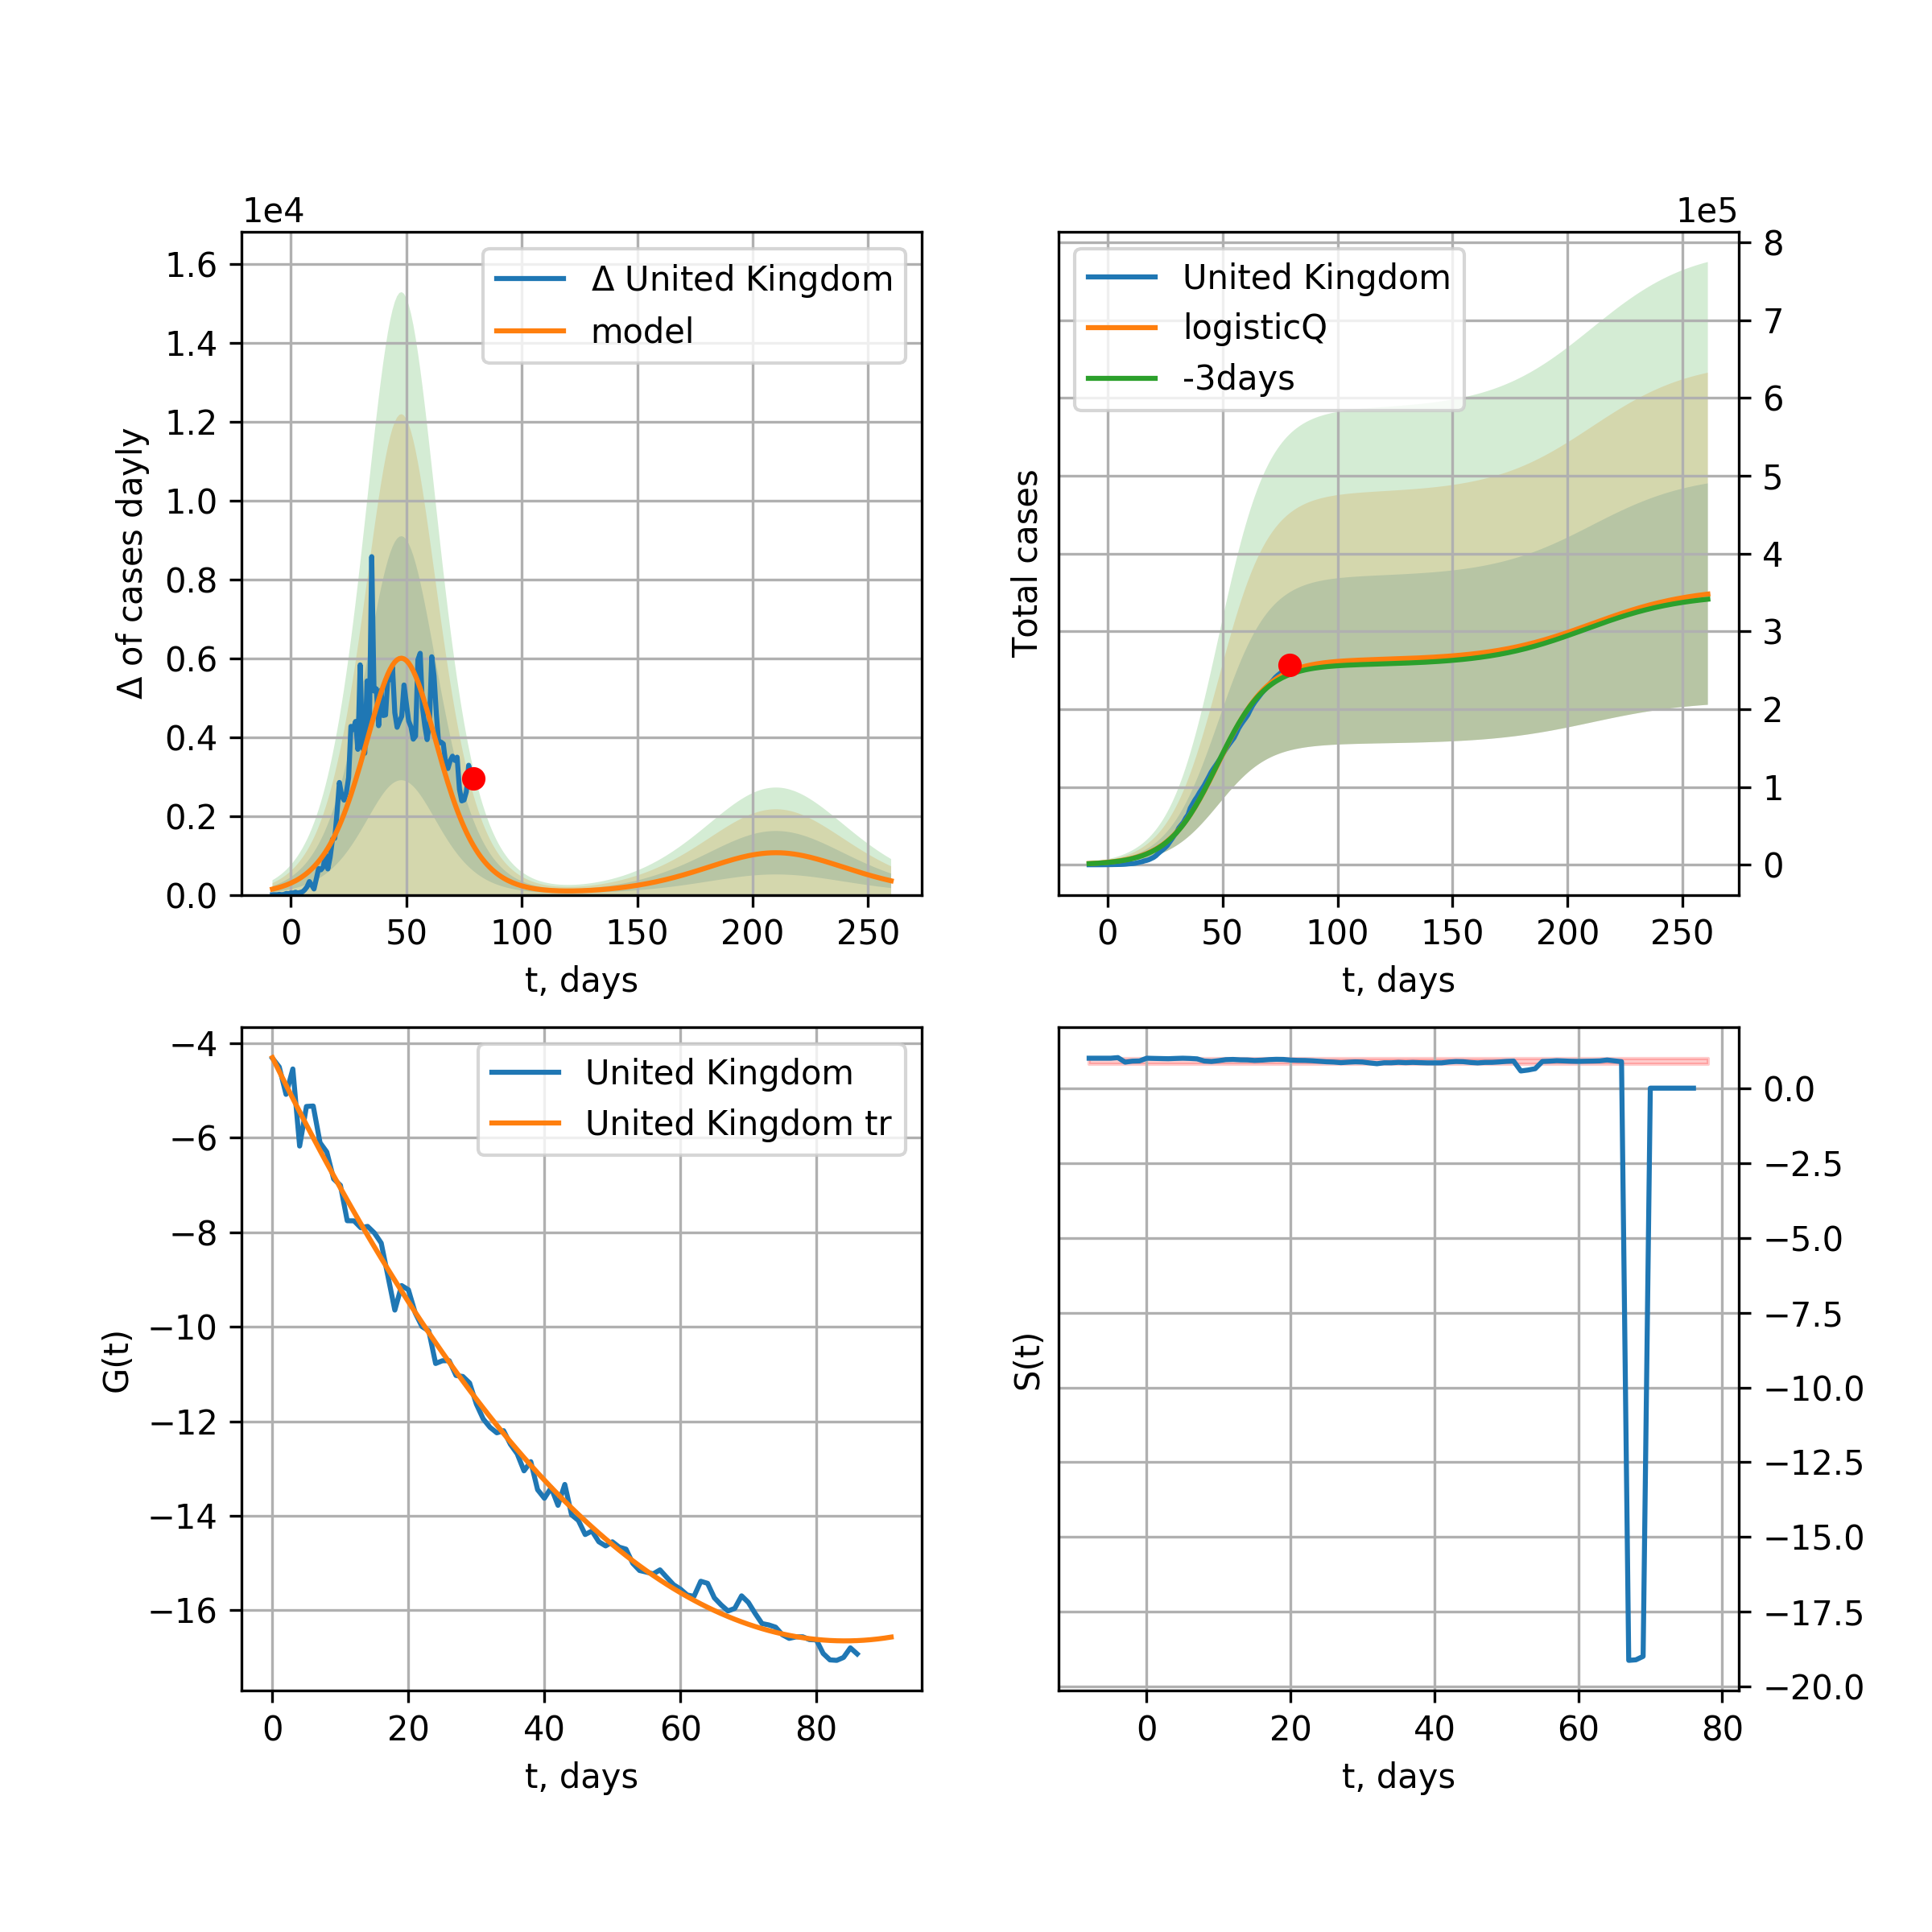 1e4
Δ of cases dayly
1.6
1.4
1.2
1.0
0.8
0.6
0.4
0.2
0.0
Δ United Kingdom
model
0 50 100 150 200 250
t, days
1e5
Total cases
United Kingdom
logisticQ
-3days
8
7
6
5
4
3
2
1
0
0 50 100 150 200 250
t, days
G(t)
−4
−6
−8
−10
−12
−14
−16
United Kingdom
United Kingdom tr
0 20 40 60 80
t, days
S(t)
0.0
−2.5
−5.0
−7.5
−10.0
−12.5
−15.0
−17.5
−20.0
0 20 40 60 80
t, days